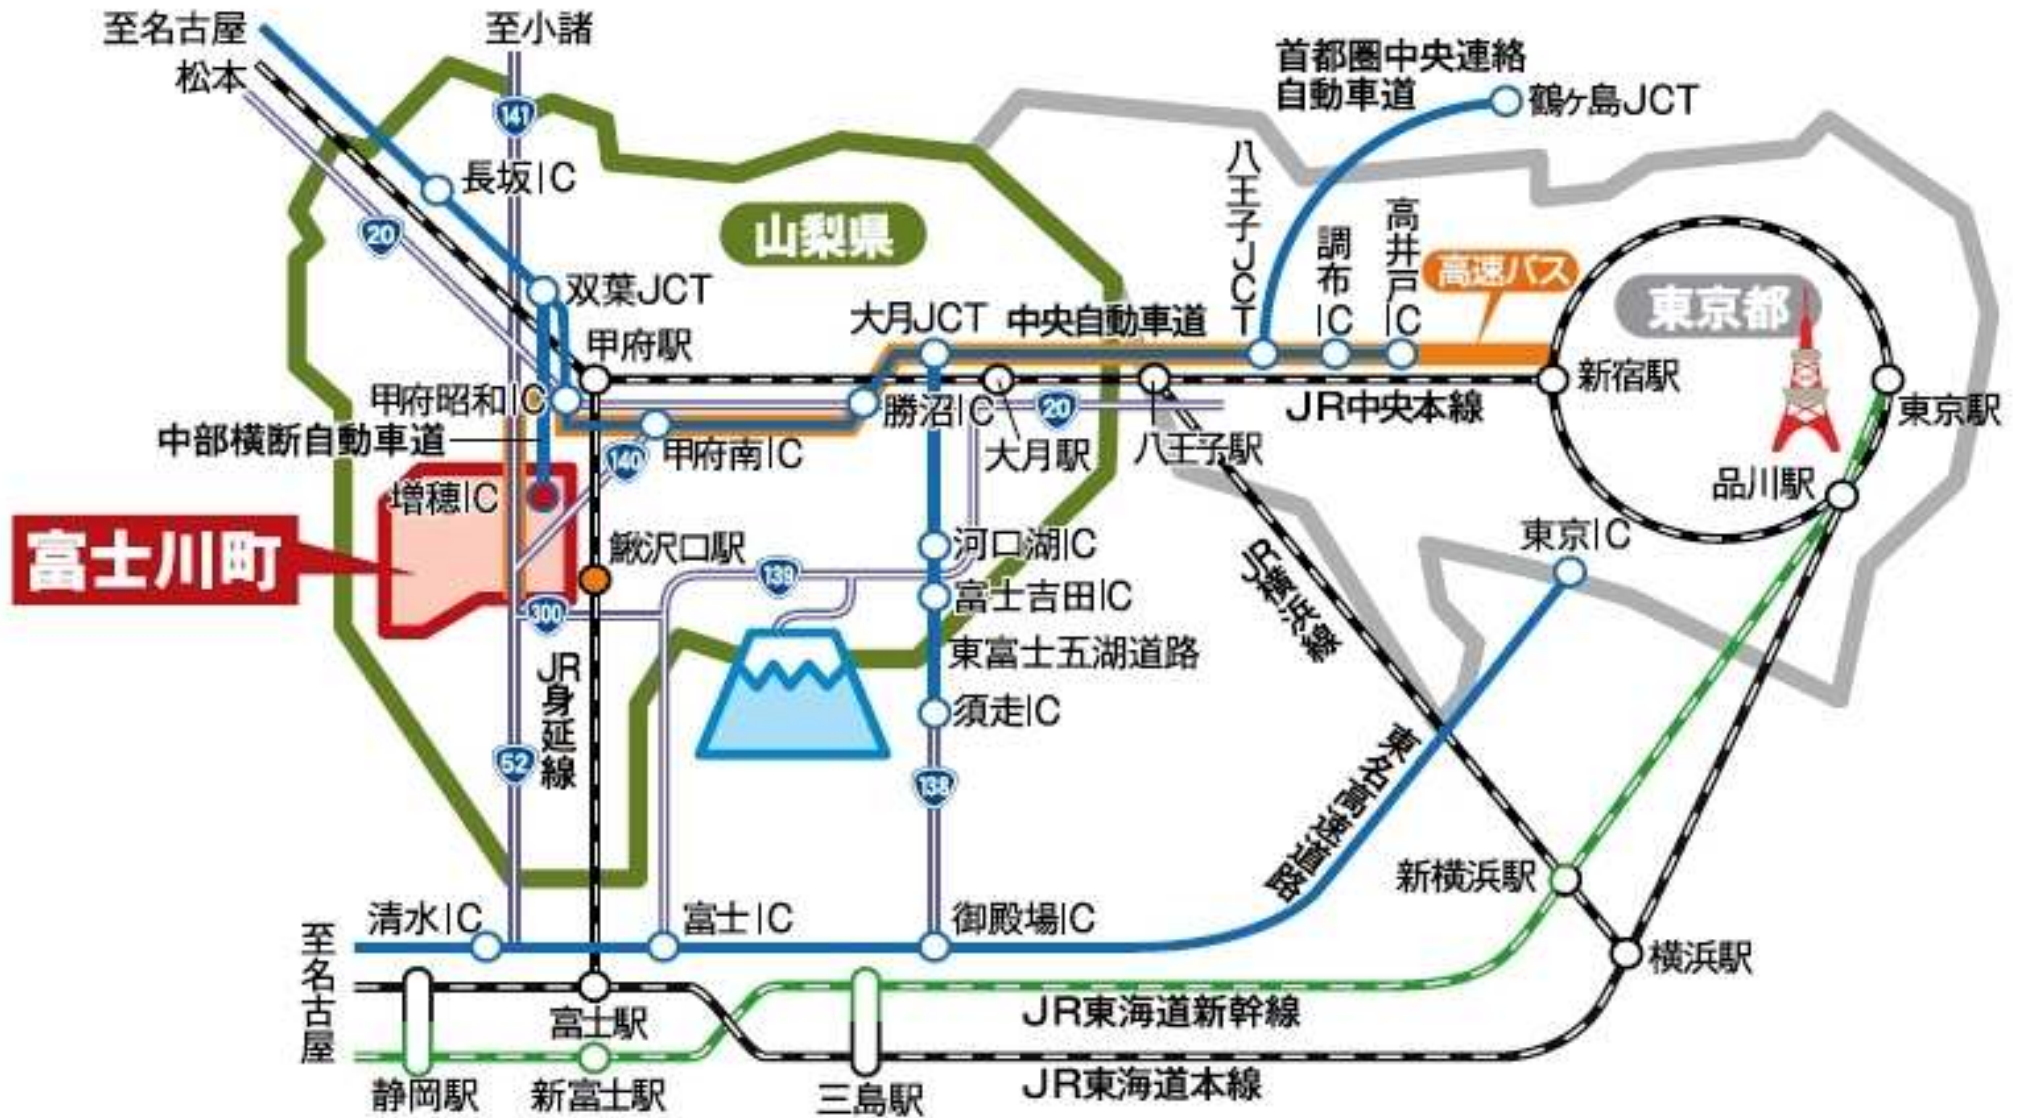 至名古屋
松本
至小諸
141
首都圏中央連絡
自動車道
鶴ヶ島JCT
長坂IC
20
山梨県
八王子JCT
調布IC
高井戸IC
高速バス
東京都
双葉JCT
甲府駅
大月JCT
中央自動車道
新宿駅
東京駅
甲府昭和IC
勝沼IC
20
JR中央本線
中部横断自動車道
140
甲府南IC
大月駅
八王子駅
品川駅
増穂IC
富士川町
鰍沢口駅
139
河口湖IC
東京IC
300
富士吉田IC
JR横浜線
東富士五湖道路
JR身延線
須走IC
52
138
東名高速道路
新横浜駅
清水IC
富士IC
御殿場IC
至名古屋
横浜駅
富士駅
JR東海道新幹線
静岡駅
新富士駅
三島駅
JR東海道本線